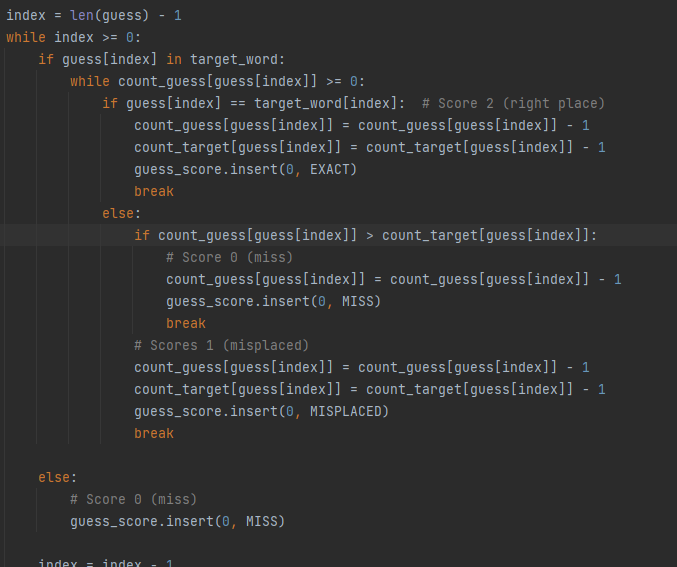 index = len(guess) - 1
while index >= 0:
    if guess[index] in target_word:
        while count_guess[guess[index]] >= 0:
            if guess[index] == target_word[index]:  # Score 2 (right place)
                count_guess[guess[index]] = count_guess[guess[index]] - 1
                count_target[guess[index]] = count_target[guess[index]] - 1
                guess_score.insert(0, EXACT)
                break
            else:
                if count_guess[guess[index]] > count_target[guess[index]]:
                    # Score 0 (miss)
                    count_guess[guess[index]] = count_guess[guess[index]] - 1
                    guess_score.insert(0, MISS)
                    break
                # Scores 1 (misplaced)
                count_guess[guess[index]] = count_guess[guess[index]] - 1
                count_target[guess[index]] = count_target[guess[index]] - 1
                guess_score.insert(0, MISPLACED)
                break
    else:
        # Score 0 (miss)
        guess_score.insert(0, MISS)
    index = index - 1